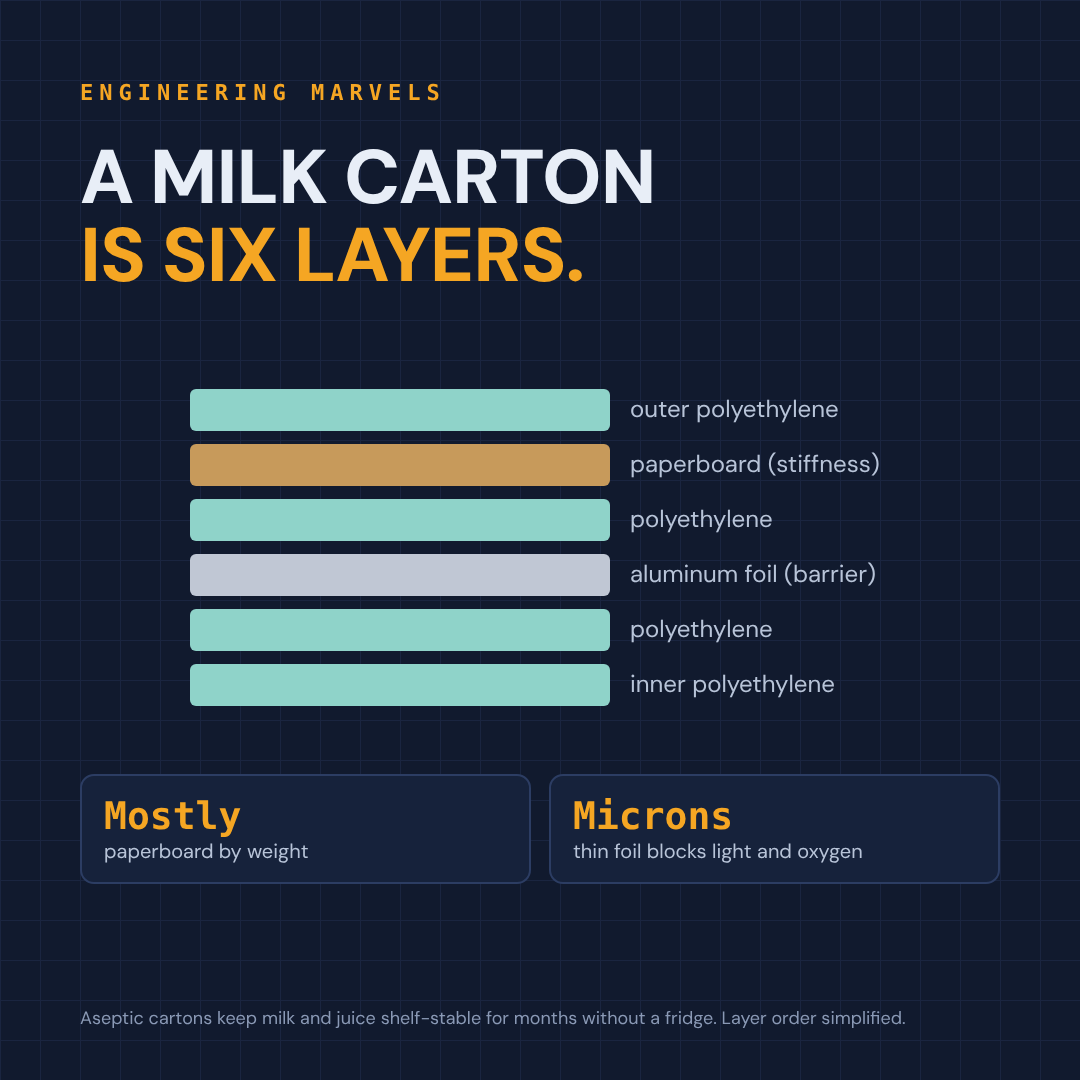 ENGINEERING MARVELS
A MILK CARTON
IS SIX LAYERS.
outer polyethylene
paperboard (stiffness)
polyethylene
aluminum foil (barrier)
polyethylene
inner polyethylene
Mostly
paperboard by weight
Microns
thin foil blocks light and oxygen
Aseptic cartons keep milk and juice shelf-stable for months without a fridge. Layer order simplified.